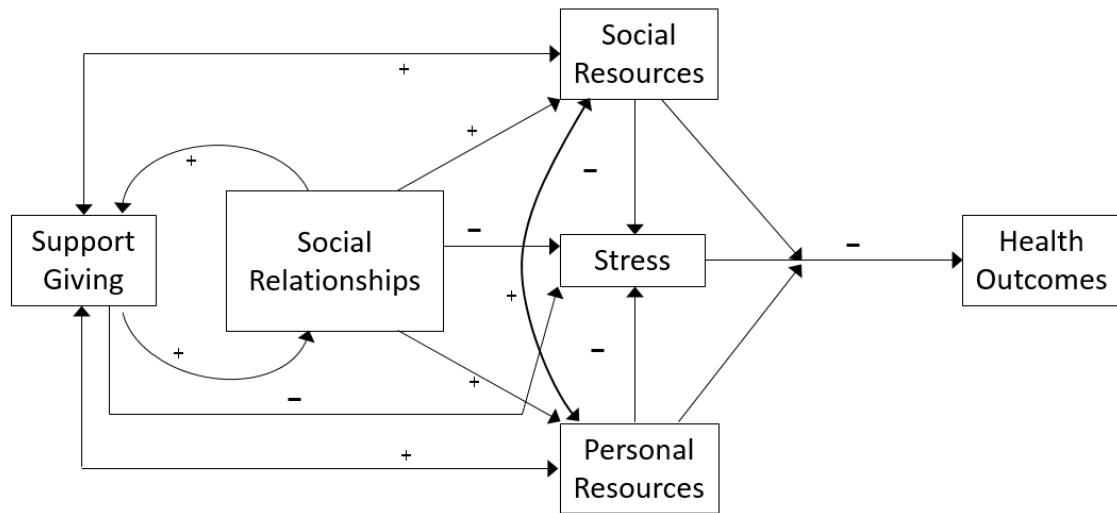 Social
Resources
+
+
+
–
Support
Giving
Social
Relationships
–
Stress
–
Health
Outcomes
+
+
–
–
+
+
Personal
Resources